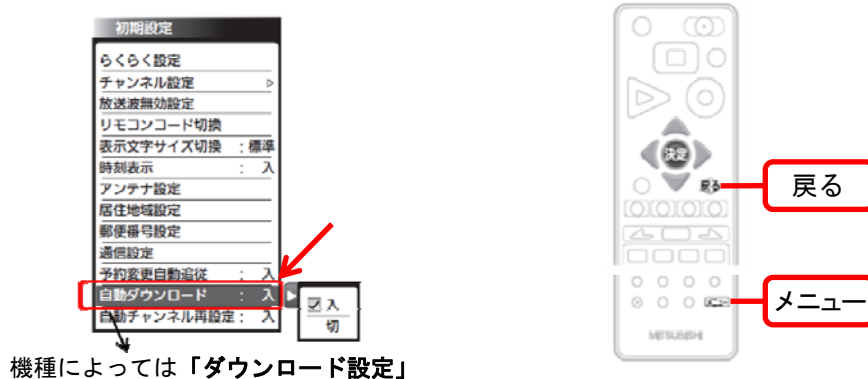 初期設定
らくらく設定
チャンネル設定
放送波無効設定
リモコンコード切換
表示文字サイズ切換 : 標準
時刻表示 : 入
アンテナ設定
居住地域設定
郵便番号設定
通信設定
予約変更自動追従 : 入
自動ダウンロード : 入
自動チャンネル再設定 : 入
入
切
機種によっては「ダウンロード設定」
決定
戻る
戻る
メニュー
メニュー
MITSUBISHI